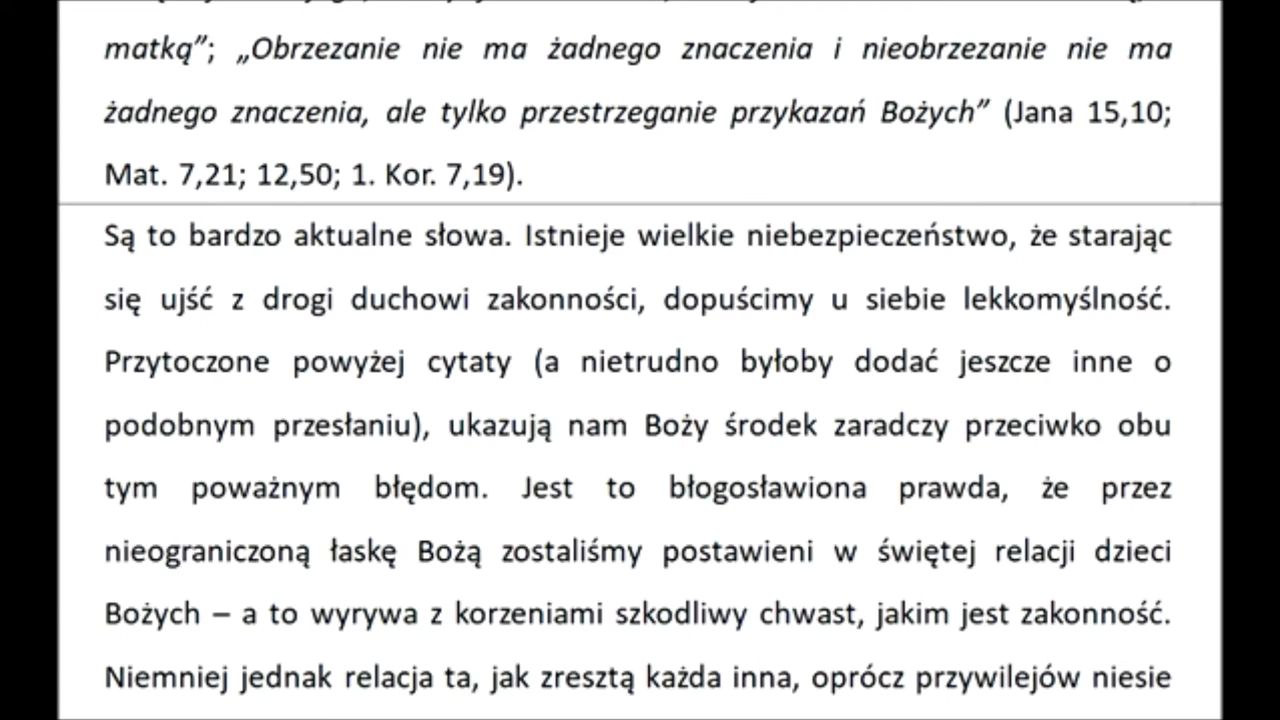 matką”; „Obrzezanie nie ma żadnego znaczenia i nieobrzezanie nie ma
żadnego znaczenia, ale tylko przestrzeganie przykazań Bożych” (Jana 15,10;
Mat. 7,21; 12,50; 1. Kor. 7,19).
Są to bardzo aktualne słowa. Istnieje wielkie niebezpieczeństwo, że starając
się ujść z drogi duchowi zakonności, dopuścimy u siebie lekkomyślność.
Przytoczone powyżej cytaty (a nietrudno byłoby dodać jeszcze inne o
podobnym przesłaniu), ukazują nam Boży środek zaradczy przeciwko obu
tym poważnym błędom. Jest to błogosławiona prawda, że przez
nieograniczoną łaskę Bożą zostaliśmy postawieni w świętej relacji dzieci
Bożych – a to wyrywa z korzeniami szkodliwy chwast, jakim jest zakonność.
Niemniej jednak relacja ta, jak zresztą każda inna, oprócz przywilejów niesie